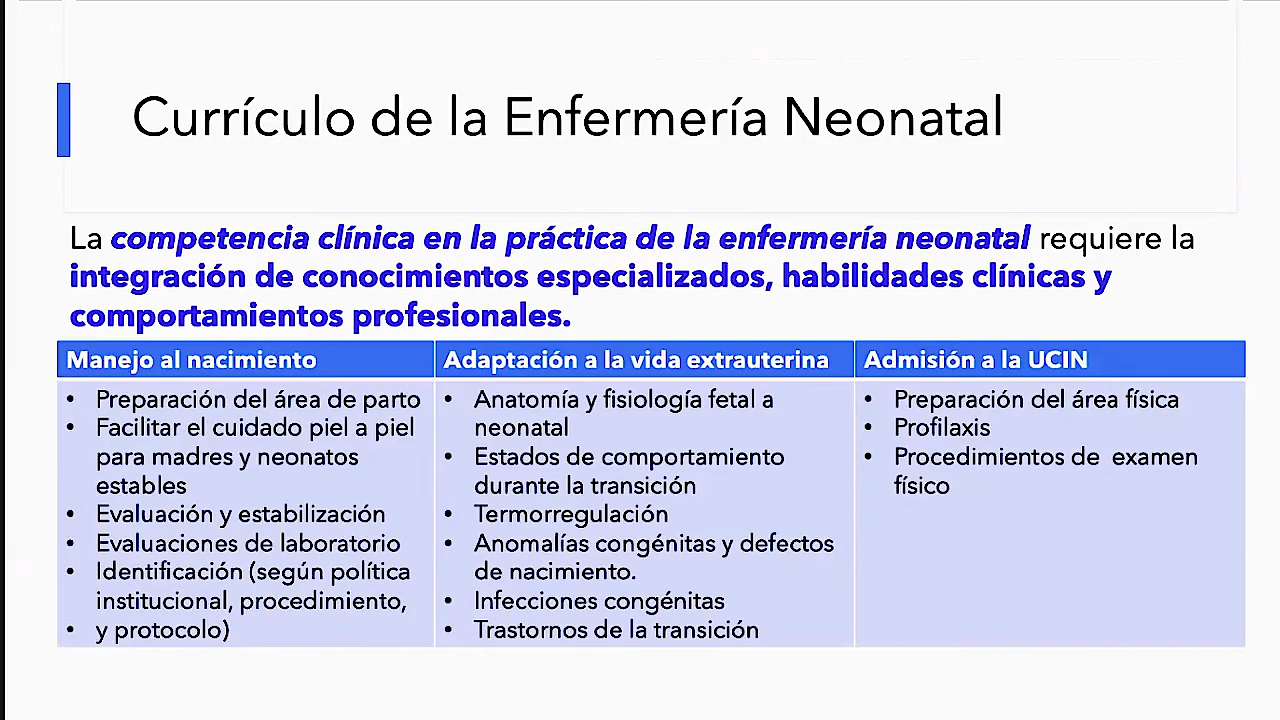 Currículo de la Enfermería Neonatal
La competencia clínica en la práctica de la enfermería neonatal requiere la
integración de conocimientos especializados, habilidades clínicas y
comportamientos profesionales.
Manejo al nacimiento
• Preparación del área de parto
• Facilitar el cuidado piel a piel
para madres y neonatos
estables
• Evaluación y estabilización
• Evaluaciones de laboratorio
• Identificación (según política
institucional, procedimiento,
• y protocolo)
Adaptación a la vida extrauterina
• Anatomía y fisiología fetal a
neonatal
• Estados de comportamiento
durante la transición
• Termorregulación
• Anomalías congénitas y defectos
de nacimiento.
• Infecciones congénitas
• Trastornos de la transición
Admisión a la UCIN
• Preparación del área física
• Profilaxis
• Procedimientos de  examen
físico